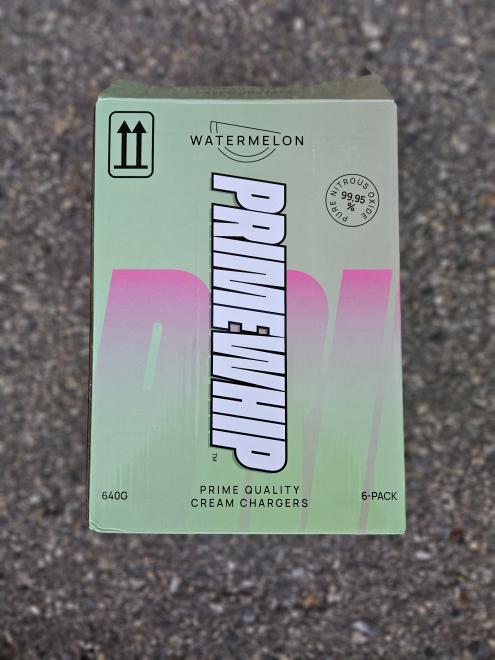 WATERMELON
PURE NITROUS OXIDE
99,95
%
PRIMEWHIP
TM
640G
PRIME QUALITY
CREAM CHARGERS
6-PACK